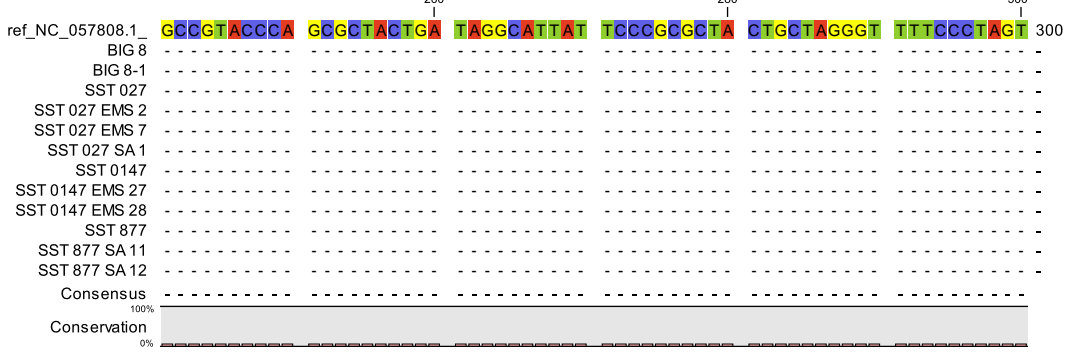 ref_NC_057808.1_ GCCGTACCCA GCGCTACTGA TAGGCATTAT TCCCGCGCTA CTGCTAGGGT TTTCCCTAGT 300
BIG 8 - - - - - - - - - - - - - - - - - - - - - - - - - - - - - - - - - - - - - - - - - - - - - - - - - - - - - - - - - - - - -
BIG 8-1 - - - - - - - - - - - - - - - - - - - - - - - - - - - - - - - - - - - - - - - - - - - - - - - - - - - - - - - - - - - - -
SST 027 - - - - - - - - - - - - - - - - - - - - - - - - - - - - - - - - - - - - - - - - - - - - - - - - - - - - - - - - - - - - -
SST 027 EMS 2 - - - - - - - - - - - - - - - - - - - - - - - - - - - - - - - - - - - - - - - - - - - - - - - - - - - - - - - - - - - - -
SST 027 EMS 7 - - - - - - - - - - - - - - - - - - - - - - - - - - - - - - - - - - - - - - - - - - - - - - - - - - - - - - - - - - - - -
SST 027 SA 1 - - - - - - - - - - - - - - - - - - - - - - - - - - - - - - - - - - - - - - - - - - - - - - - - - - - - - - - - - - - - -
SST 0147 - - - - - - - - - - - - - - - - - - - - - - - - - - - - - - - - - - - - - - - - - - - - - - - - - - - - - - - - - - - - -
SST 0147 EMS 27 - - - - - - - - - - - - - - - - - - - - - - - - - - - - - - - - - - - - - - - - - - - - - - - - - - - - - - - - - - - - -
SST 0147 EMS 28 - - - - - - - - - - - - - - - - - - - - - - - - - - - - - - - - - - - - - - - - - - - - - - - - - - - - - - - - - - - - -
SST 877 - - - - - - - - - - - - - - - - - - - - - - - - - - - - - - - - - - - - - - - - - - - - - - - - - - - - - - - - - - - - -
SST 877 SA 11 - - - - - - - - - - - - - - - - - - - - - - - - - - - - - - - - - - - - - - - - - - - - - - - - - - - - - - - - - - - - -
SST 877 SA 12 - - - - - - - - - - - - - - - - - - - - - - - - - - - - - - - - - - - - - - - - - - - - - - - - - - - - - - - - - - - - -
Consensus - - - - - - - - - - - - - - - - - - - - - - - - - - - - - - - - - - - - - - - - - - - - - - - - - - - - - - - - - - - -
100%
Conservation
0%